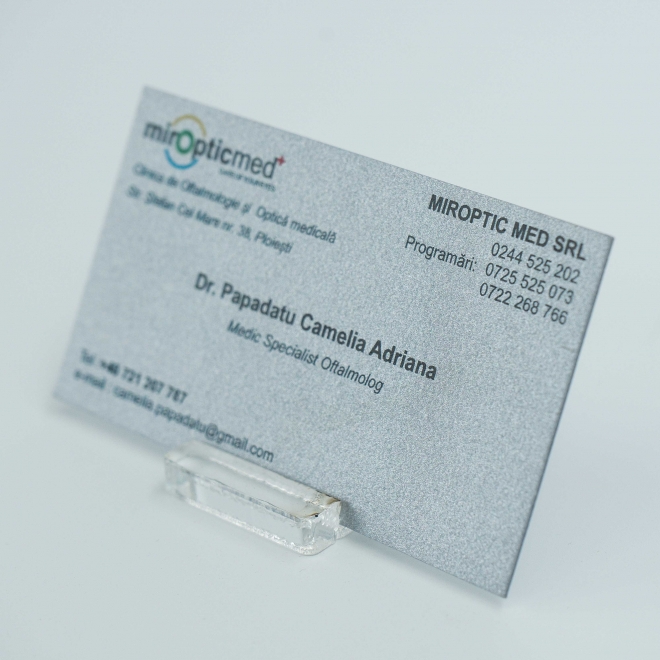 miropticmed+
Clinica de Oftalmologie și Optică medicală
Str. Ștefan Cel Mare nr. 38, Ploiești
MIROPTIC MED SRL
0244 525 202
Programări: 0725 525 073
0722 268 766
Dr. Papadatu Camelia Adriana
Medic Specialist Oftalmolog
Tel: +40 721 267 767
e-mail: camelia.papadatu@gmail.com